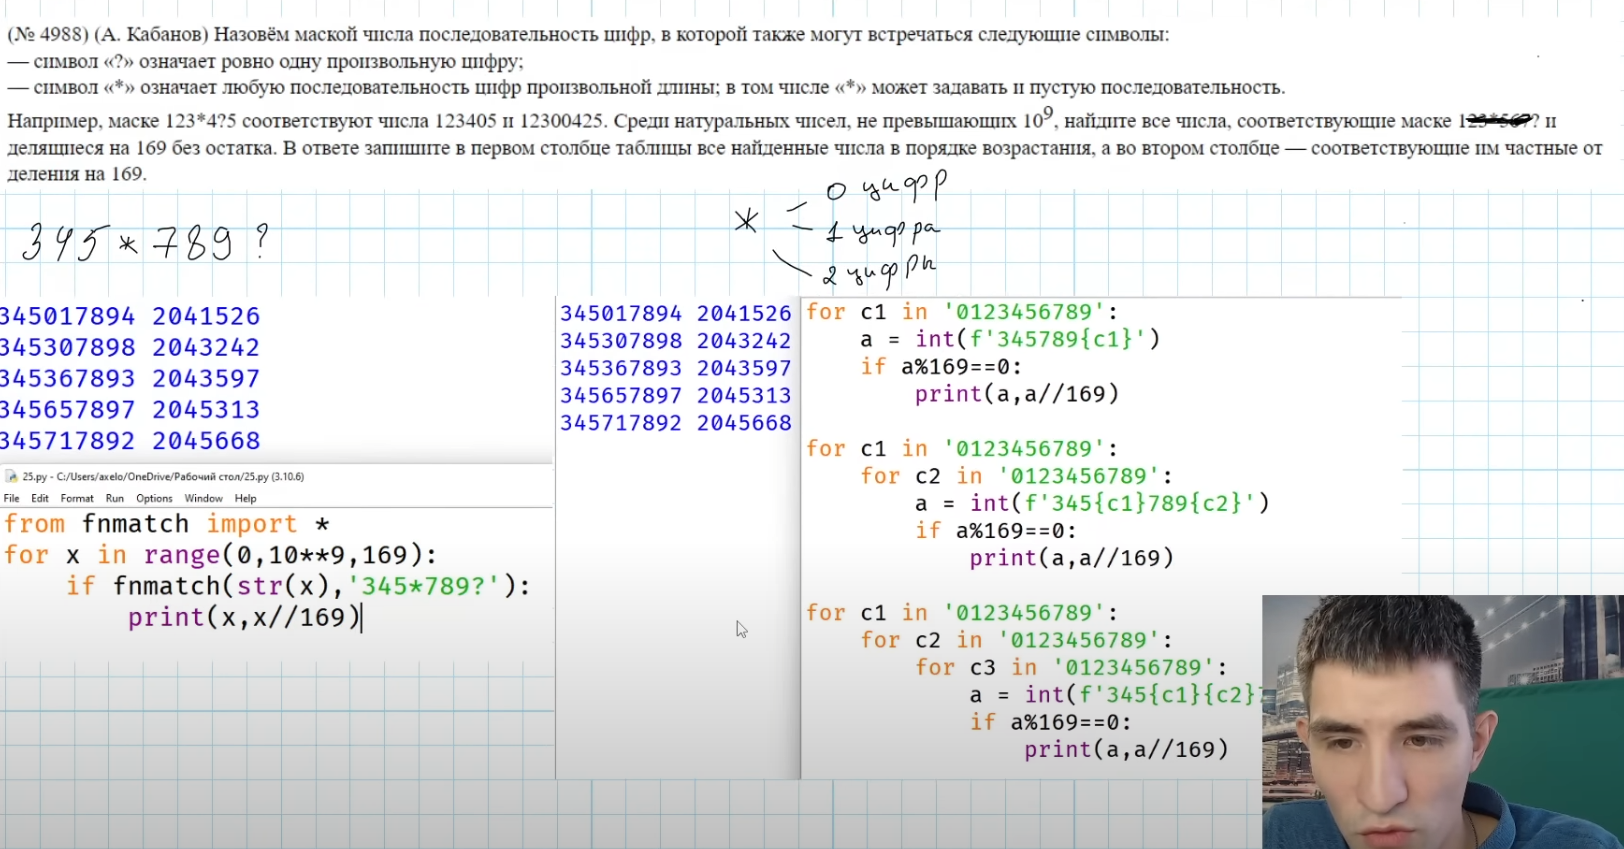 (№ 4988) (А. Кабанов) Назовём маской числа последовательность цифр, в которой также могут встречаться следующие символы:
— символ «?» означает ровно одну произвольную цифру;
— символ «*» означает любую последовательность цифр произвольной длины; в том числе «*» может задавать и пустую последовательность.
Например, маске 123*4?5 соответствуют числа 123405 и 12300425. Среди натуральных чисел, не превышающих 10⁹, найдите все числа, соответствующие маске 123*567? и
делящиеся на 169 без остатка. В ответе запишите в первом столбце таблицы все найденные числа в порядке возрастания, а во втором столбце — соответствующие им частные от
деления на 169.
345*789?
* 0 цифр
1 цифра
2 цифры
345017894 2041526
345307898 2043242
345367893 2043597
345657897 2045313
345717892 2045668
25.py - C:/Users/axelo/OneDrive/Рабочий стол/25.py (3.10.6)
File Edit Format Run Options Window Help
from fnmatch import *
for x in range(0,10**9,169):
    if fnmatch(str(x),'345*789?'):
        print(x,x//169)
345017894 2041526
345307898 2043242
345367893 2043597
345657897 2045313
345717892 2045668
for c1 in '0123456789':
    a = int(f'345789{c1}')
    if a%169==0:
        print(a,a//169)
for c1 in '0123456789':
    for c2 in '0123456789':
        a = int(f'345{c1}789{c2}')
        if a%169==0:
            print(a,a//169)
for c1 in '0123456789':
    for c2 in '0123456789':
        for c3 in '0123456789':
            a = int(f'345{c1}{c2}
            if a%169==0:
                print(a,a//169)